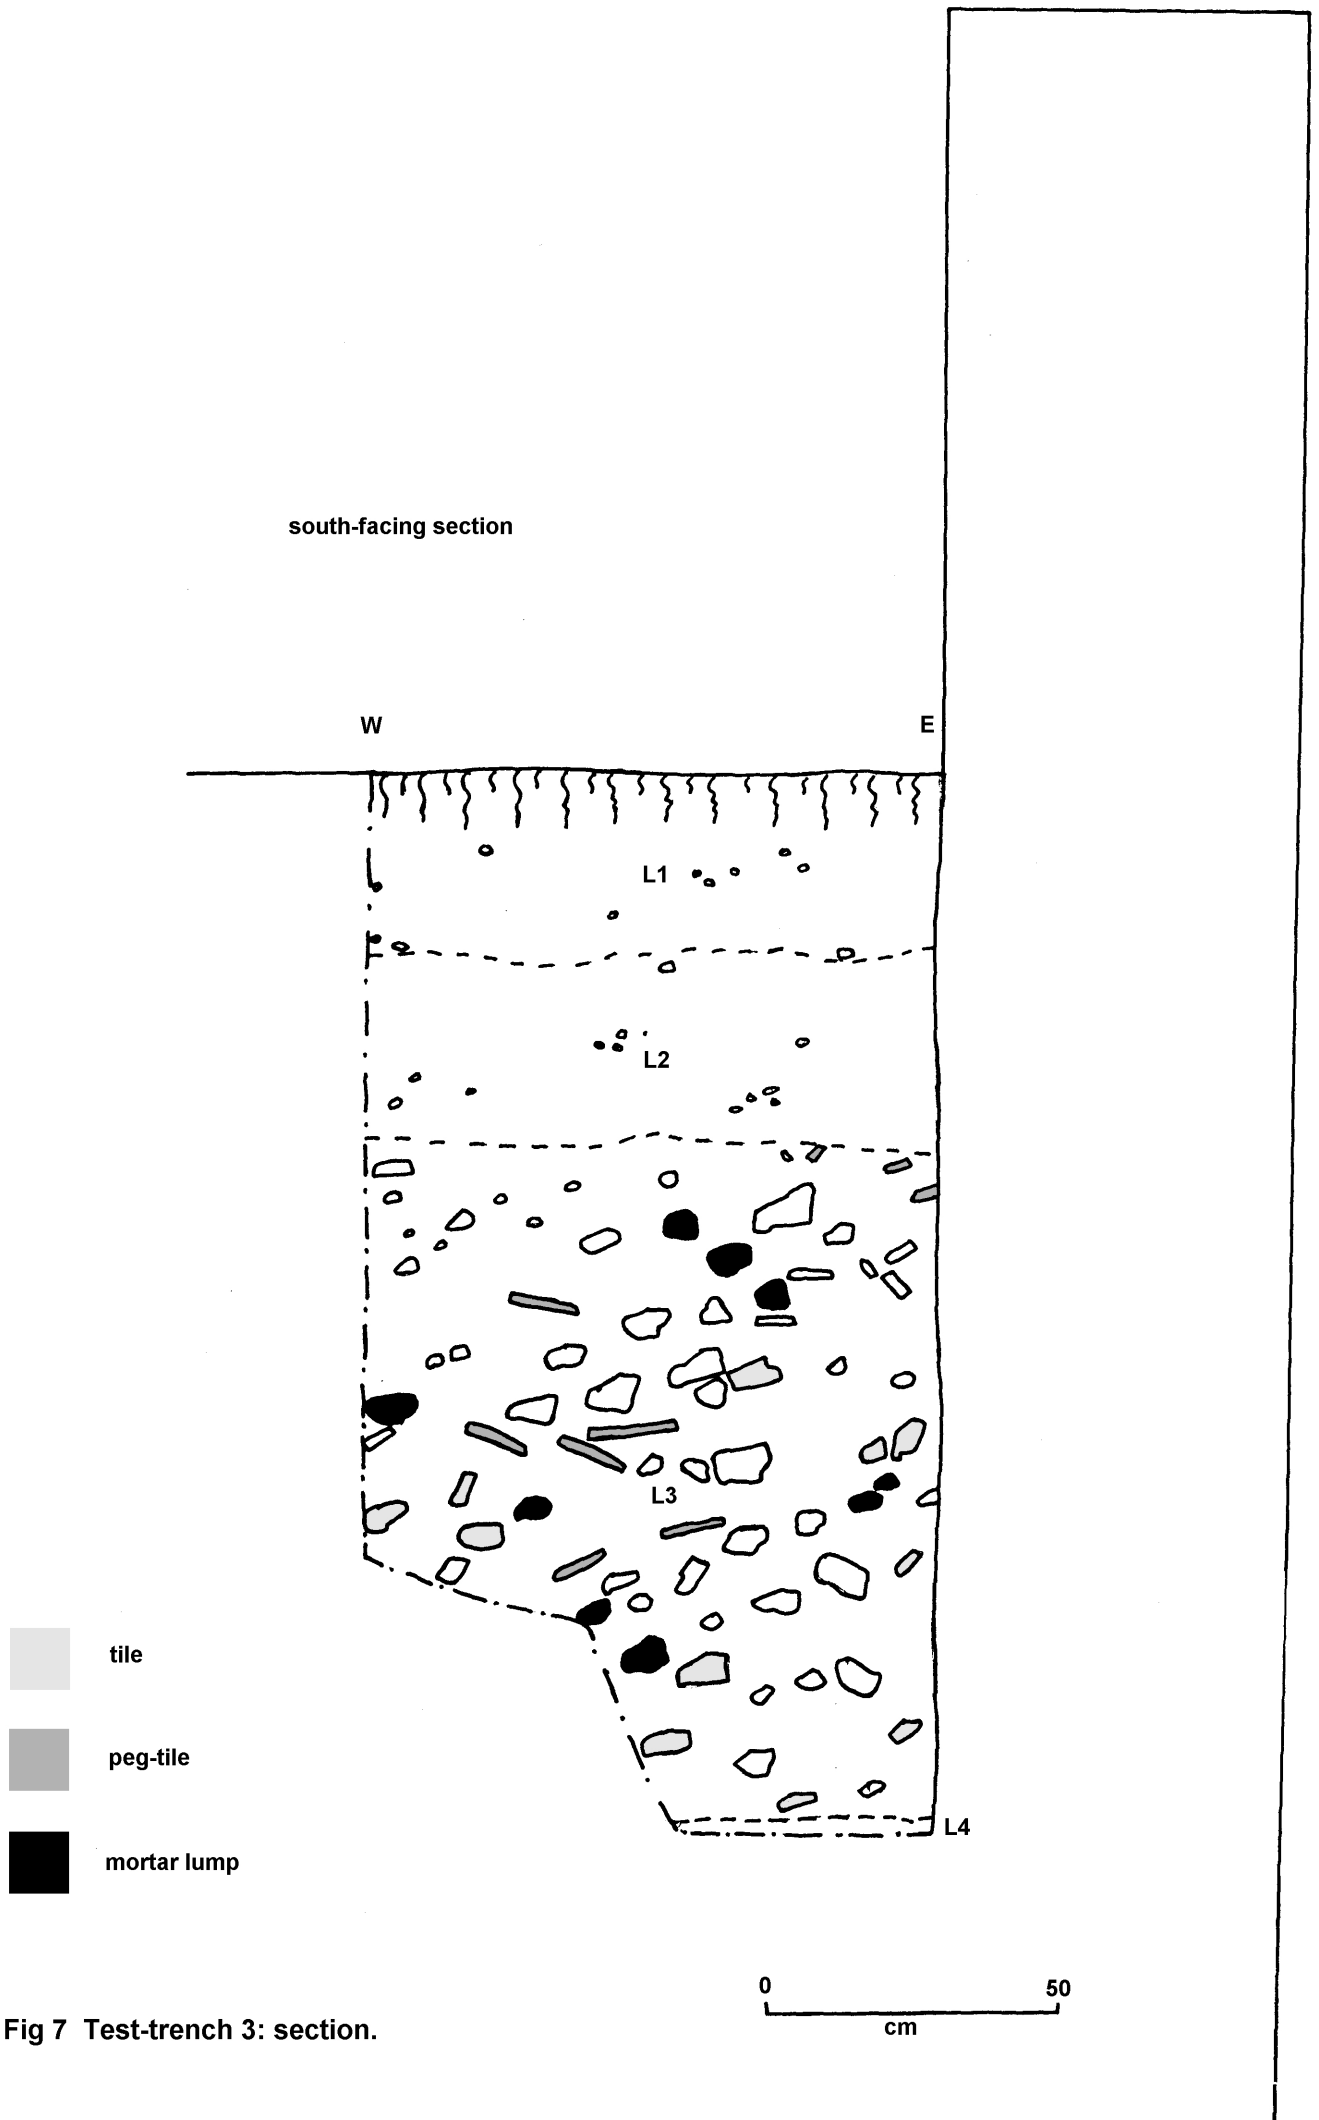 south-facing section
W
E
L1
L2
L3
tile
peg-tile
L4
mortar lump
0
50
cm
Fig 7 Test-trench 3: section.